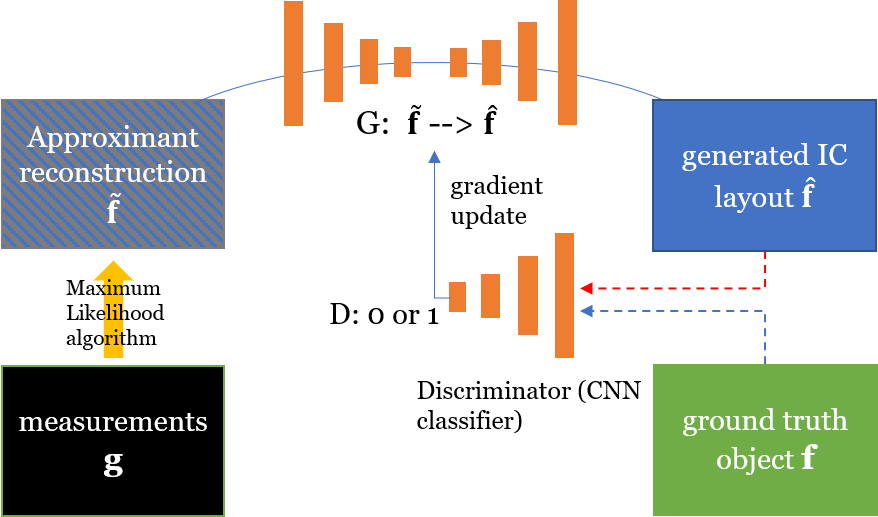 Approximant
reconstruction
f̃
G: f̃ --> f̂
generated IC
layout f̂
gradient
update
Maximum
Likelihood
algorithm
D: 0 or 1
Discriminator (CNN
classifier)
measurements
g
ground truth
object f